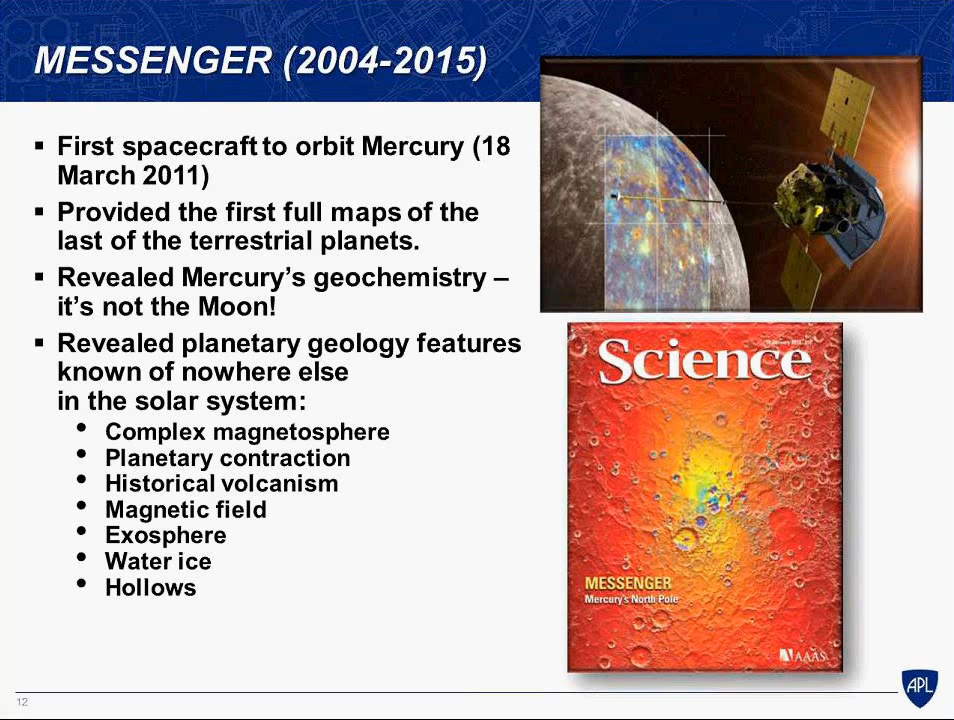 MESSENGER (2004-2015)
▪ First spacecraft to orbit Mercury (18
March 2011)
▪ Provided the first full maps of the
last of the terrestrial planets.
▪ Revealed Mercury’s geochemistry –
it’s not the Moon!
▪ Revealed planetary geology features
known of nowhere else
in the solar system:
• Complex magnetosphere
• Planetary contraction
• Historical volcanism
• Magnetic field
• Exosphere
• Water ice
• Hollows
Science
MESSENGER
Mercury's North Pole
AAAS
12
APL